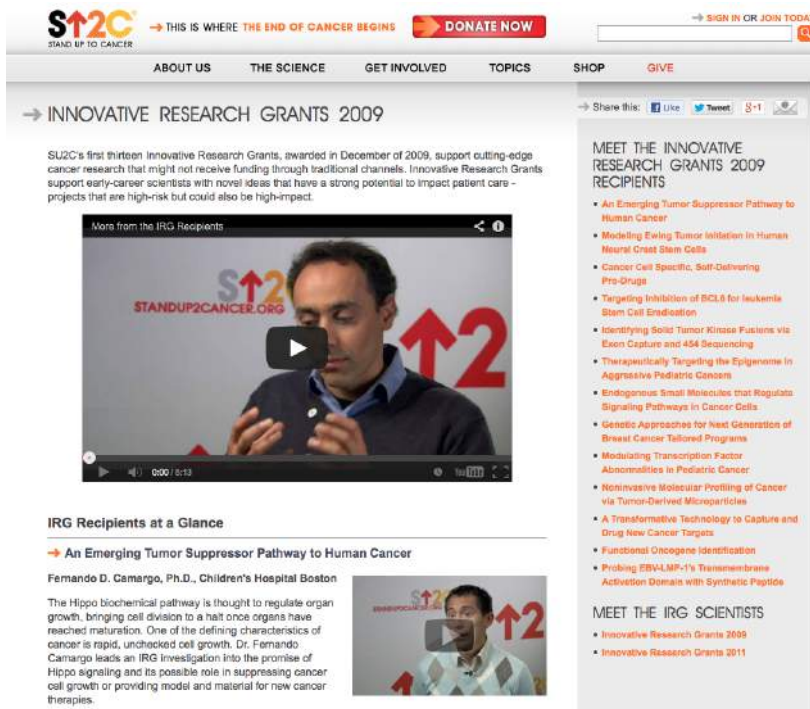 SU2C
STAND UP TO CANCER
THIS IS WHERE THE END OF CANCER BEGINS
DONATE NOW
SIGN IN OR JOIN TODA
ABOUT US THE SCIENCE GET INVOLVED TOPICS SHOP GIVE
INNOVATIVE RESEARCH GRANTS 2009
SU2C's first thirteen Innovative Research Grants, awarded in December of 2009, support cutting-edge
cancer research that might not receive funding through traditional channels. Innovative Research Grants
support early-career scientists with novel ideas that have a strong potential to impact patient care -
projects that are high-risk but could also be high-impact.
More from the IRG Recipients
STANDUP2CANCER.ORG
0:00 / 8:13
YouTube
IRG Recipients at a Glance
An Emerging Tumor Suppressor Pathway to Human Cancer
Fernando D. Camargo, Ph.D., Children's Hospital Boston
The Hippo biochemical pathway is thought to regulate organ
growth, bringing cell division to a halt once organs have
reached maturation. One of the defining characteristics of
cancer is rapid, unchecked cell growth. Dr. Fernando
Camargo leads an IRG investigation into the promise of
Hippo signaling and its possible role in suppressing cancer
cell growth or providing model and material for new cancer
therapies.
Share this: Like Tweet g+1
MEET THE INNOVATIVE
RESEARCH GRANTS 2009
RECIPIENTS
An Emerging Tumor Suppressor Pathway to
Human Cancer
Modeling Ewing Tumor Initiation in Human
Neural Crest Stem Cells
Cancer Cell Specific, Self-Delivering
Pro-Drugs
Targeting Inhibition of BCL6 for leukemia
Stem Cell Eradication
Identifying Solid Tumor Kinase Fusions via
Exon Capture and 454 Sequencing
Therapeutically Targeting the Epigenome in
Aggressive Pediatric Cancers
Endogenous Small Molecules that Regulate
Signaling Pathways in Cancer Cells
Genetic Approaches for Next Generation of
Breast Cancer Tailored Programs
Modulating Transcription Factor
Abnormalities in Pediatric Cancer
Noninvasive Molecular Profiling of Cancer
via Tumor-Derived Microparticles
A Transformative Technology to Capture and
Drug New Cancer Targets
Functional Oncogene Identification
Probing EBV-LMP-1's Transmembrane
Activation Domain with Synthetic Peptide
MEET THE IRG SCIENTISTS
Innovative Research Grants 2009
Innovative Research Grants 2011